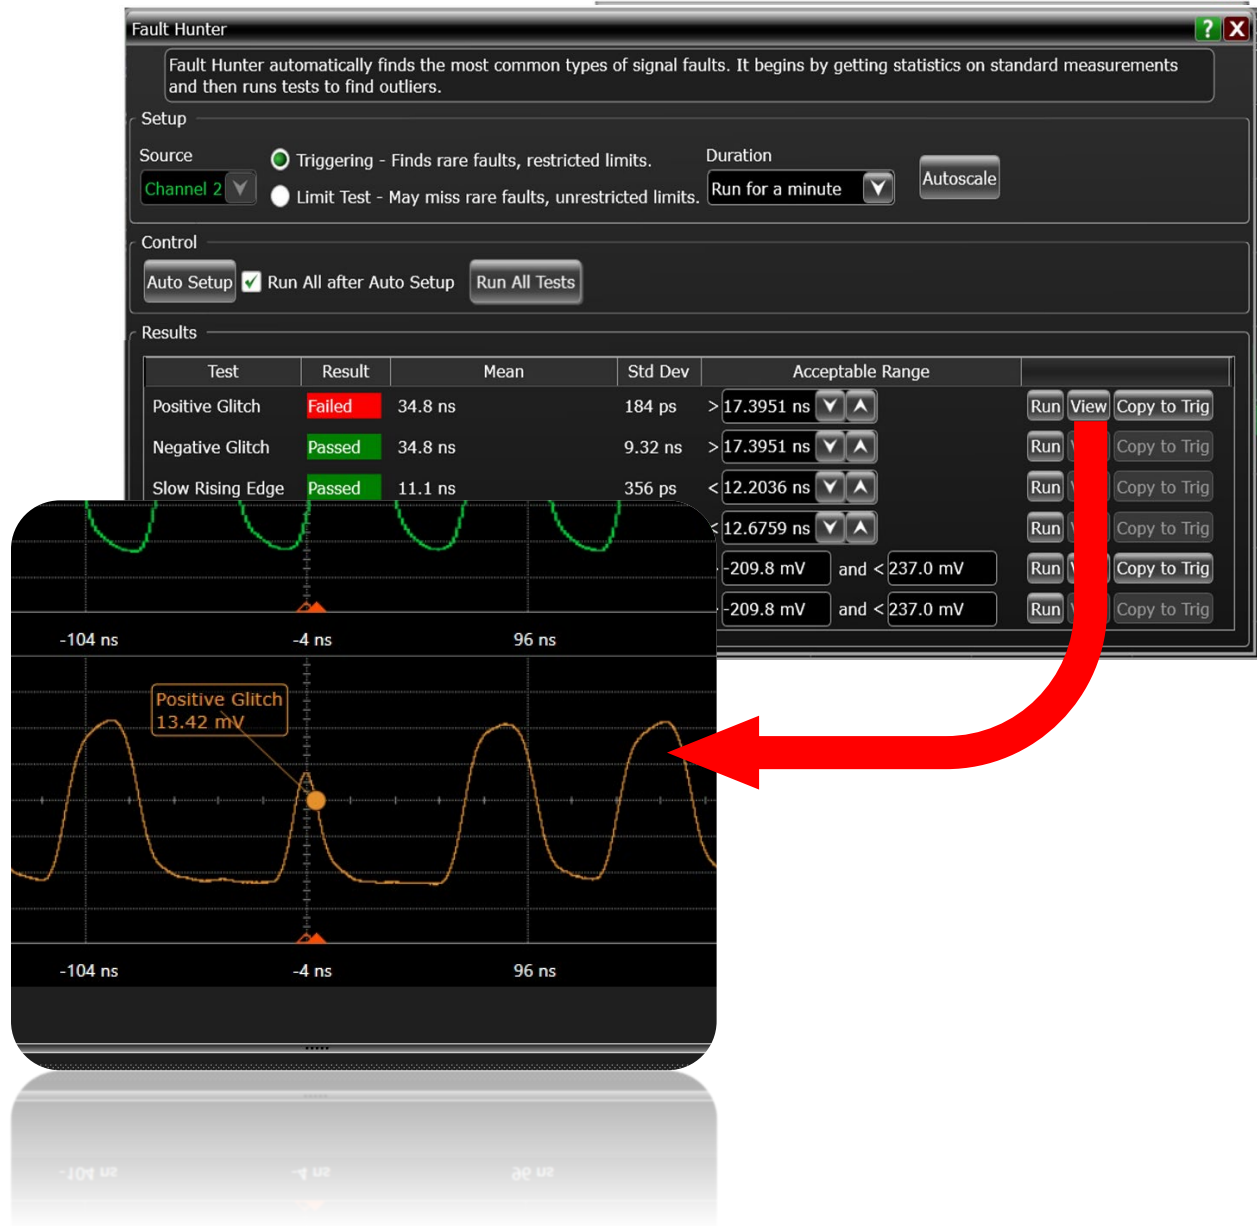 Fault Hunter
? X
Fault Hunter automatically finds the most common types of signal faults. It begins by getting statistics on standard measurements
and then runs tests to find outliers.
Setup
Source
Channel 2
Triggering - Finds rare faults, restricted limits.
Limit Test - May miss rare faults, unrestricted limits.
Duration
Run for a minute
Autoscale
Control
Auto Setup Run All after Auto Setup Run All Tests
Results
Test Result Mean Std Dev Acceptable Range
Positive Glitch Failed 34.8 ns 184 ps > 17.3951 ns Run View Copy to Trig
Negative Glitch Passed 34.8 ns 9.32 ns > 17.3951 ns Run Copy to Trig
Slow Rising Edge Passed 11.1 ns 356 ps < 12.2036 ns Run Copy to Trig
< 12.6759 ns Run Copy to Trig
-209.8 mV and < 237.0 mV Run Copy to Trig
-209.8 mV and < 237.0 mV Run Copy to Trig
-104 ns -4 ns 96 ns
Positive Glitch
13.42 mV
-104 ns -4 ns 96 ns